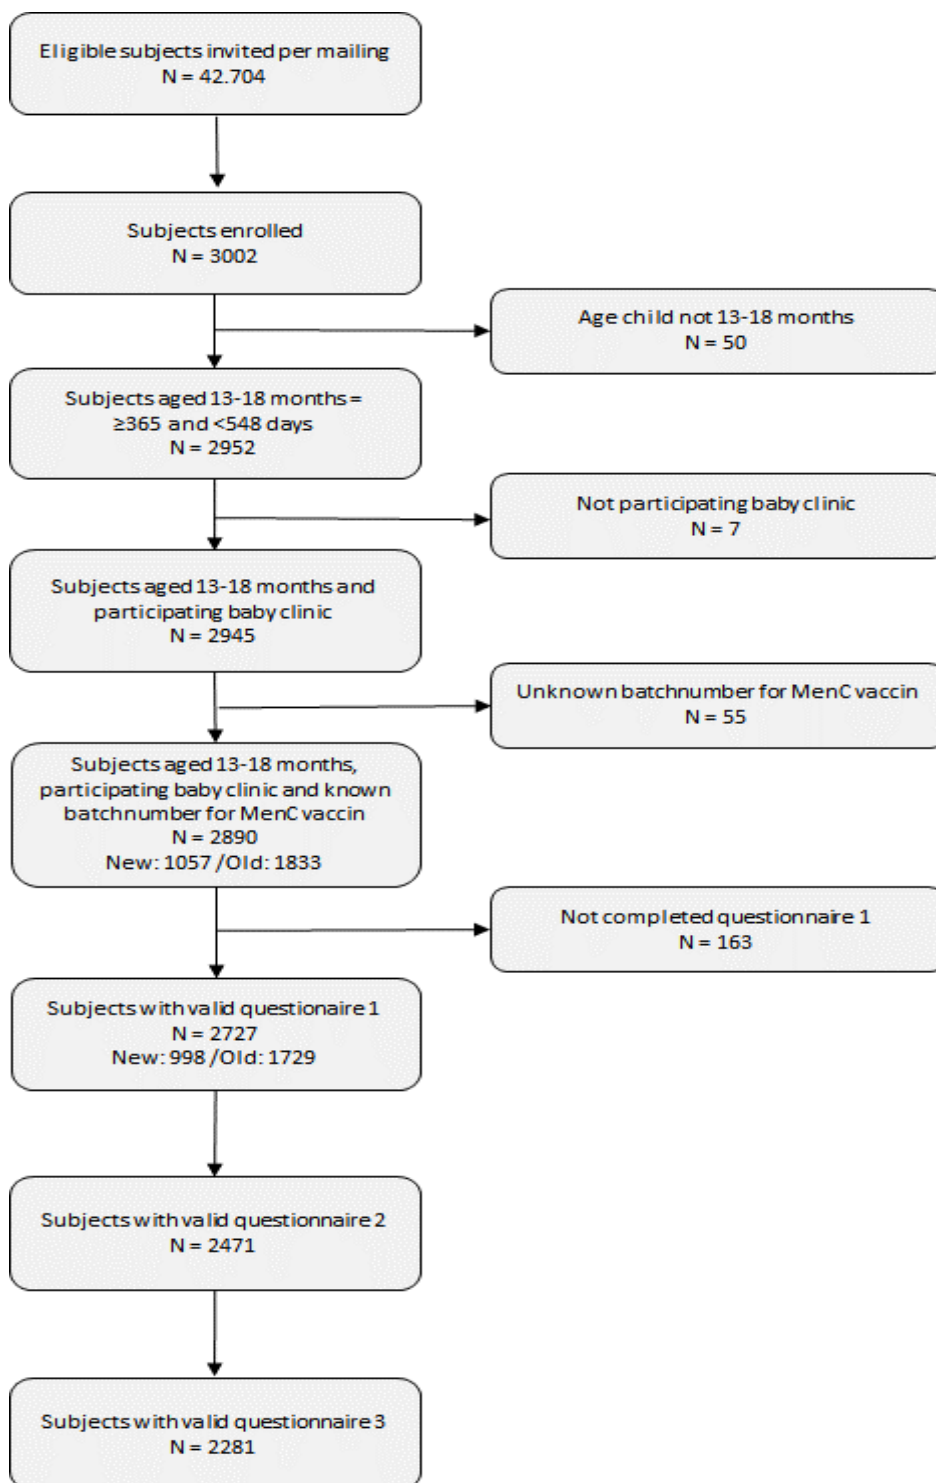 Eligible subjects invited per mailing
N = 42.704
Subjects enrolled
N = 3002
Age child not 13-18 months
N = 50
Subjects aged 13-18 months =
≥365 and <548 days
N = 2952
Not participating baby clinic
N = 7
Subjects aged 13-18 months and
participating baby clinic
N = 2945
Unknown batchnumber for MenC vaccin
N = 55
Subjects aged 13-18 months,
participating baby clinic and known
batchnumber for MenC vaccin
N = 2890
New: 1057 /Old: 1833
Not completed questionnaire 1
N = 163
Subjects with valid questionaire 1
N = 2727
New: 998 /Old: 1729
Subjects with valid questionnaire 2
N = 2471
Subjects with valid questionnaire 3
N = 2281